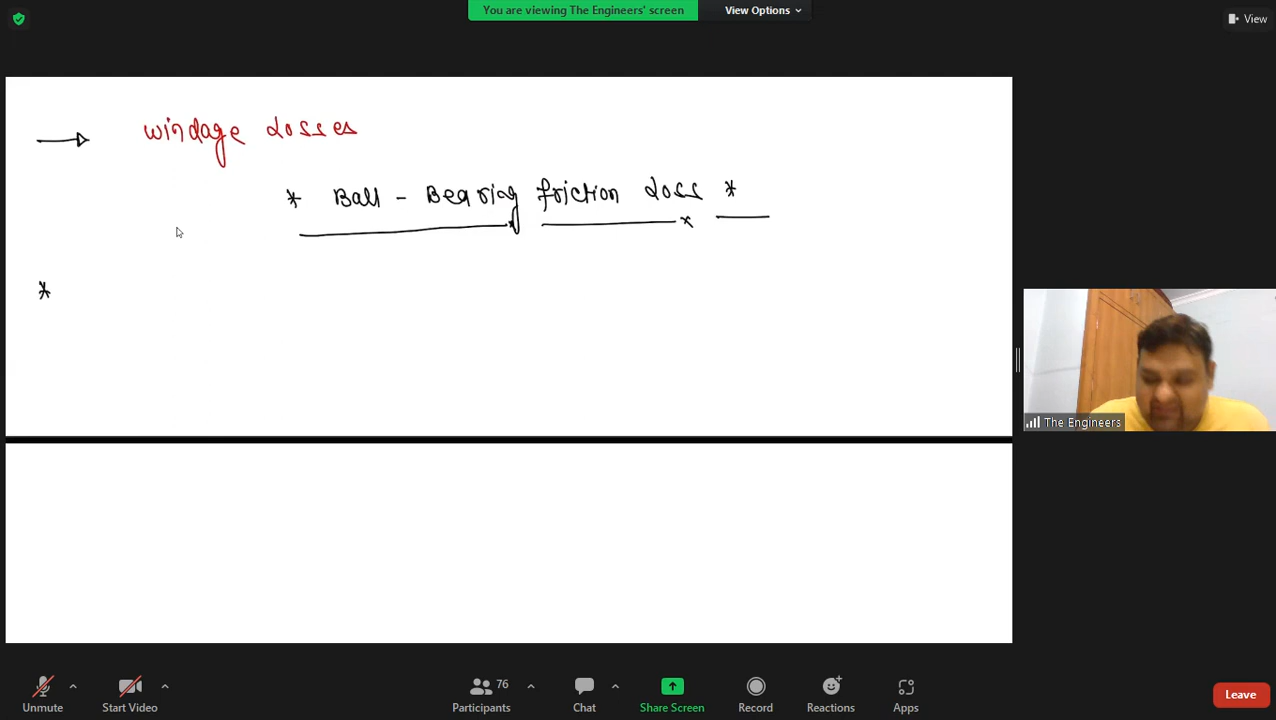 You are viewing The Engineers' screen
View Options
View
windage losses
* Ball - Bearing friction loss *
*
The Engineers
76
Unmute
Start Video
Participants
Chat
Share Screen
Record
Reactions
Apps
Leave